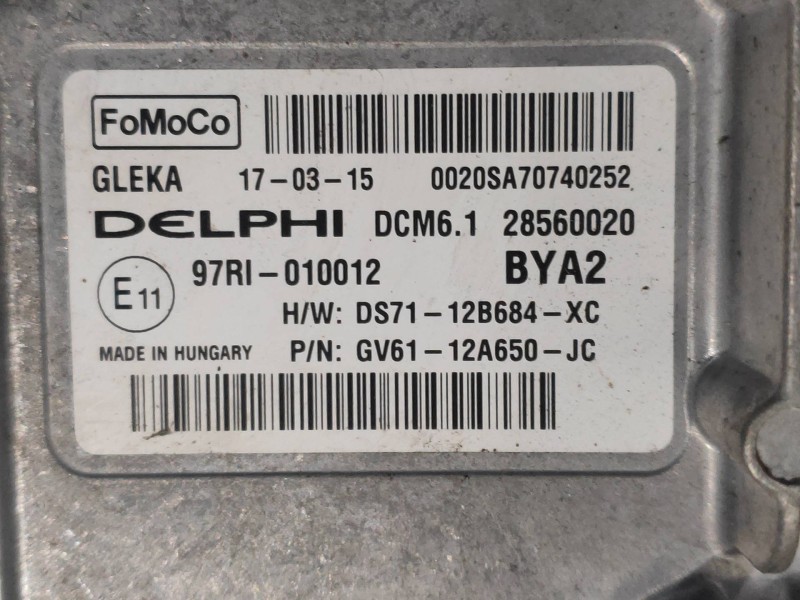 FoMoCo
GLEKA 17-03-15 0020SA70740252
DELPHI DCM6.1 28560020
E11 97RI-010012 BYA2
H/W: DS71-12B684-XC
MADE IN HUNGARY P/N: GV61-12A650-JC